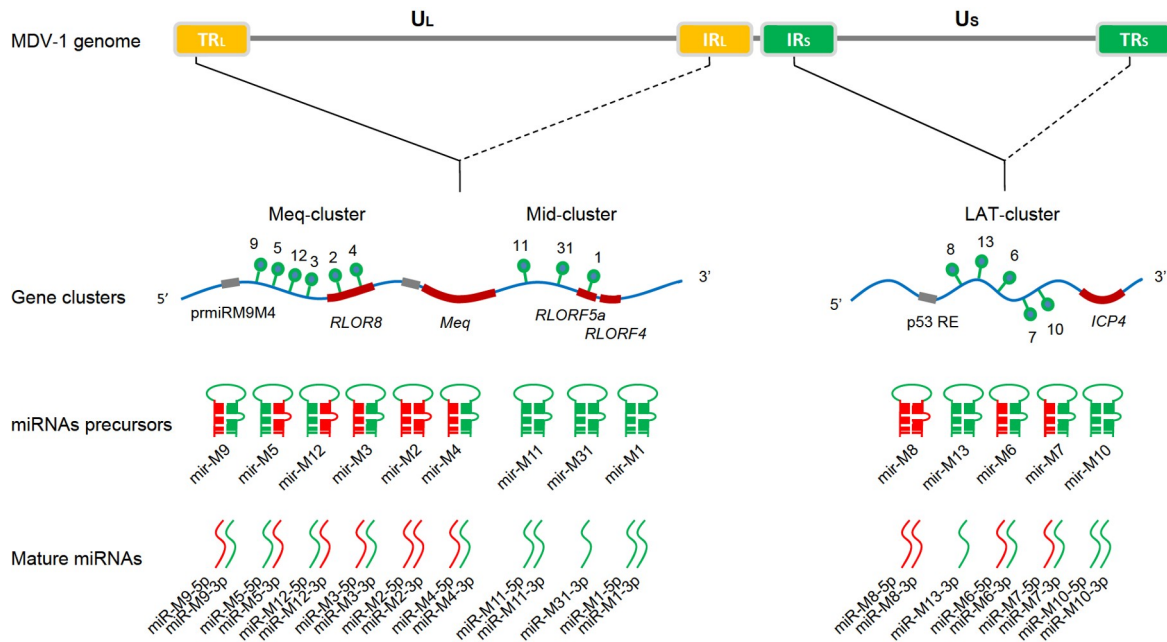 UL US
MDV-1 genome TRL IRL IRS TRS
Meq-cluster Mid-cluster LAT-cluster
9 5 12 3 2 4 11 31 1 8 13 6 7 10
Gene clusters 5’ 3’ 5’ 3’
prmiRM9M4 RLOR8 Meq RLORF5a RLORF4 p53 RE ICP4
miRNAs precursors
mir-M9 mir-M5 mir-M12 mir-M3 mir-M2 mir-M4 mir-M11 mir-M31 mir-M1 mir-M8 mir-M13 mir-M6 mir-M7 mir-M10
Mature miRNAs
miR-M9-5p miR-M9-3p miR-M5-5p miR-M5-3p miR-M12-5p miR-M12-3p miR-M3-5p miR-M3-3p miR-M2-5p miR-M2-3p miR-M4-5p miR-M4-3p miR-M11-5p miR-M11-3p miR-M31-3p miR-M1-5p miR-M1-3p miR-M8-5p miR-M8-3p miR-M13-3p miR-M6-5p miR-M6-3p miR-M7-5p miR-M7-3p miR-M10-5p miR-M10-3p